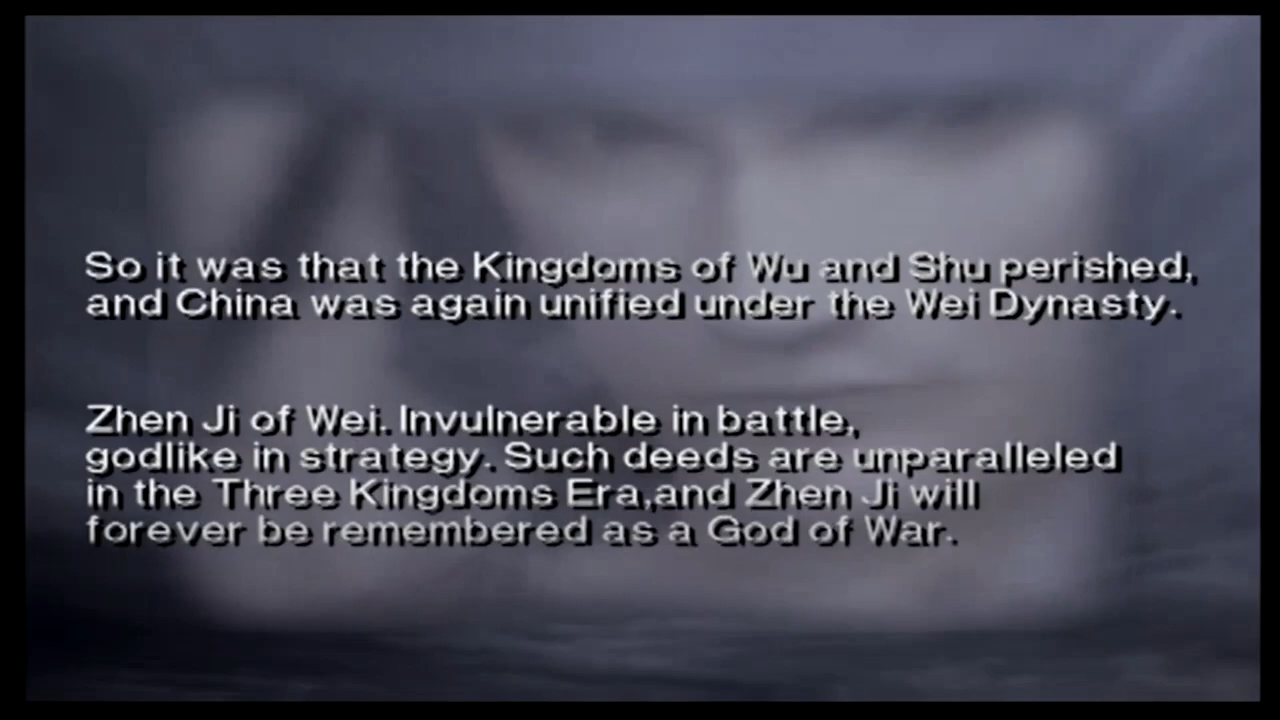 So it was that the Kingdoms of Wu and Shu perished,
and China was again unified under the Wei Dynasty.
Zhen Ji of Wei. Invulnerable in battle,
godlike in strategy. Such deeds are unparalleled
in the Three Kingdoms Era,and Zhen Ji will
forever be remembered as a God of War.